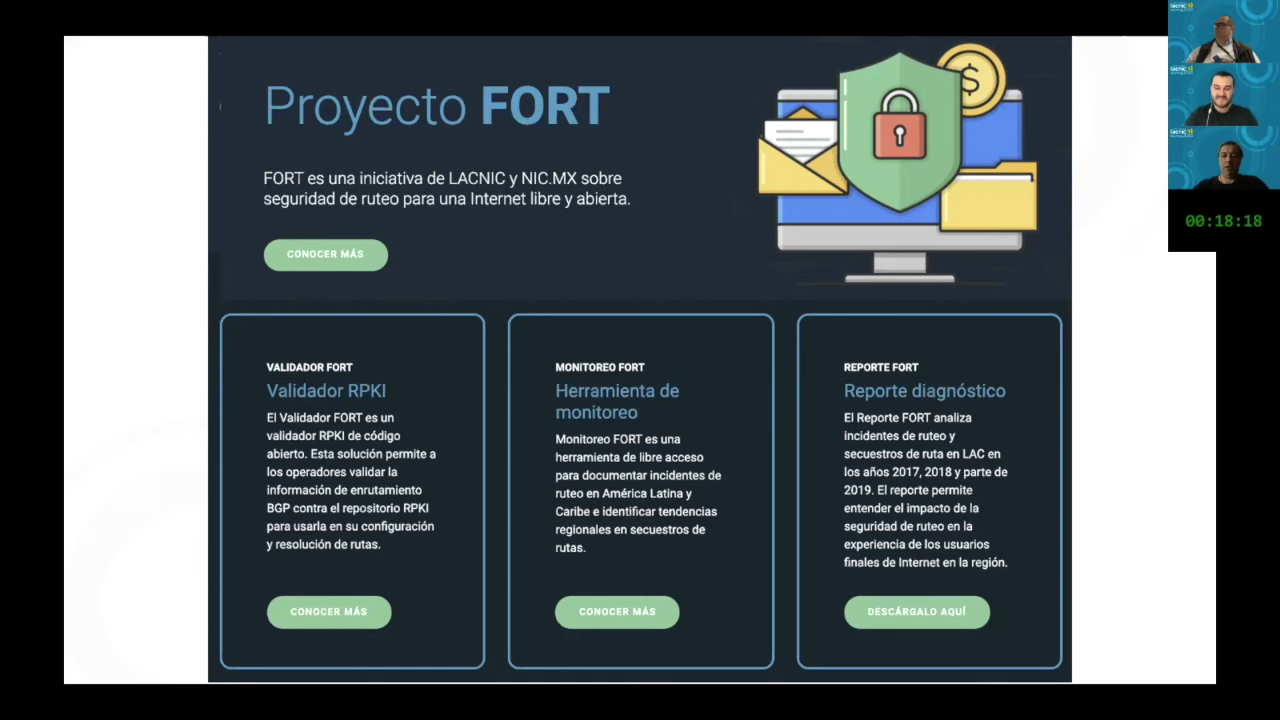 Proyecto FORT
FORT es una iniciativa de LACNIC y NIC.MX sobre
seguridad de ruteo para una Internet libre y abierta.
CONOCER MÁS
$
VALIDADOR FORT
Validador RPKI
El Validador FORT es un
validador RPKI de código
abierto. Esta solución permite a
los operadores validar la
información de enrutamiento
BGP contra el repositorio RPKI
para usarla en su configuración
y resolución de rutas.
CONOCER MÁS
MONITOREO FORT
Herramienta de
monitoreo
Monitoreo FORT es una
herramienta de libre acceso
para documentar incidentes de
ruteo en América Latina y
Caribe e identificar tendencias
regionales en secuestros de
rutas.
CONOCER MÁS
REPORTE FORT
Reporte diagnóstico
El Reporte FORT analiza
incidentes de ruteo y
secuestros de ruta en LAC en
los años 2017, 2018 y parte de
2019. El reporte permite
entender el impacto de la
seguridad de ruteo en la
experiencia de los usuarios
finales de Internet en la región.
DESCÁRGALO AQUÍ
lacnic
lacnic
lacnic
00:18:18